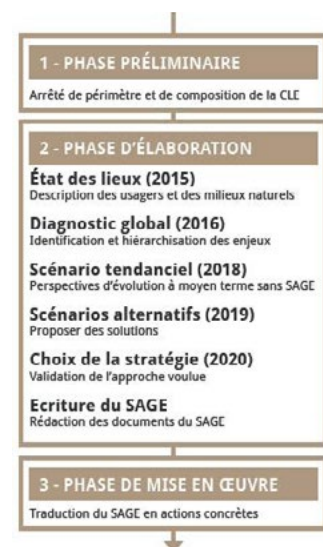 1 - PHASE PRÉLIMINAIRE
Arrêté de périmètre et de composition de la CLE
2 - PHASE D'ÉLABORATION
État des lieux (2015)
Description des usagers et des milieux naturels
Diagnostic global (2016)
Identification et hiérarchisation des enjeux
Scénario tendanciel (2018)
Perspectives d'évolution à moyen terme sans SAGE
Scénarios alternatifs (2019)
Proposer des solutions
Choix de la stratégie (2020)
Validation de l'approche voulue
Ecriture du SAGE
Rédaction des documents du SAGE
3 - PHASE DE MISE EN ŒUVRE
Traduction du SAGE en actions concrètes